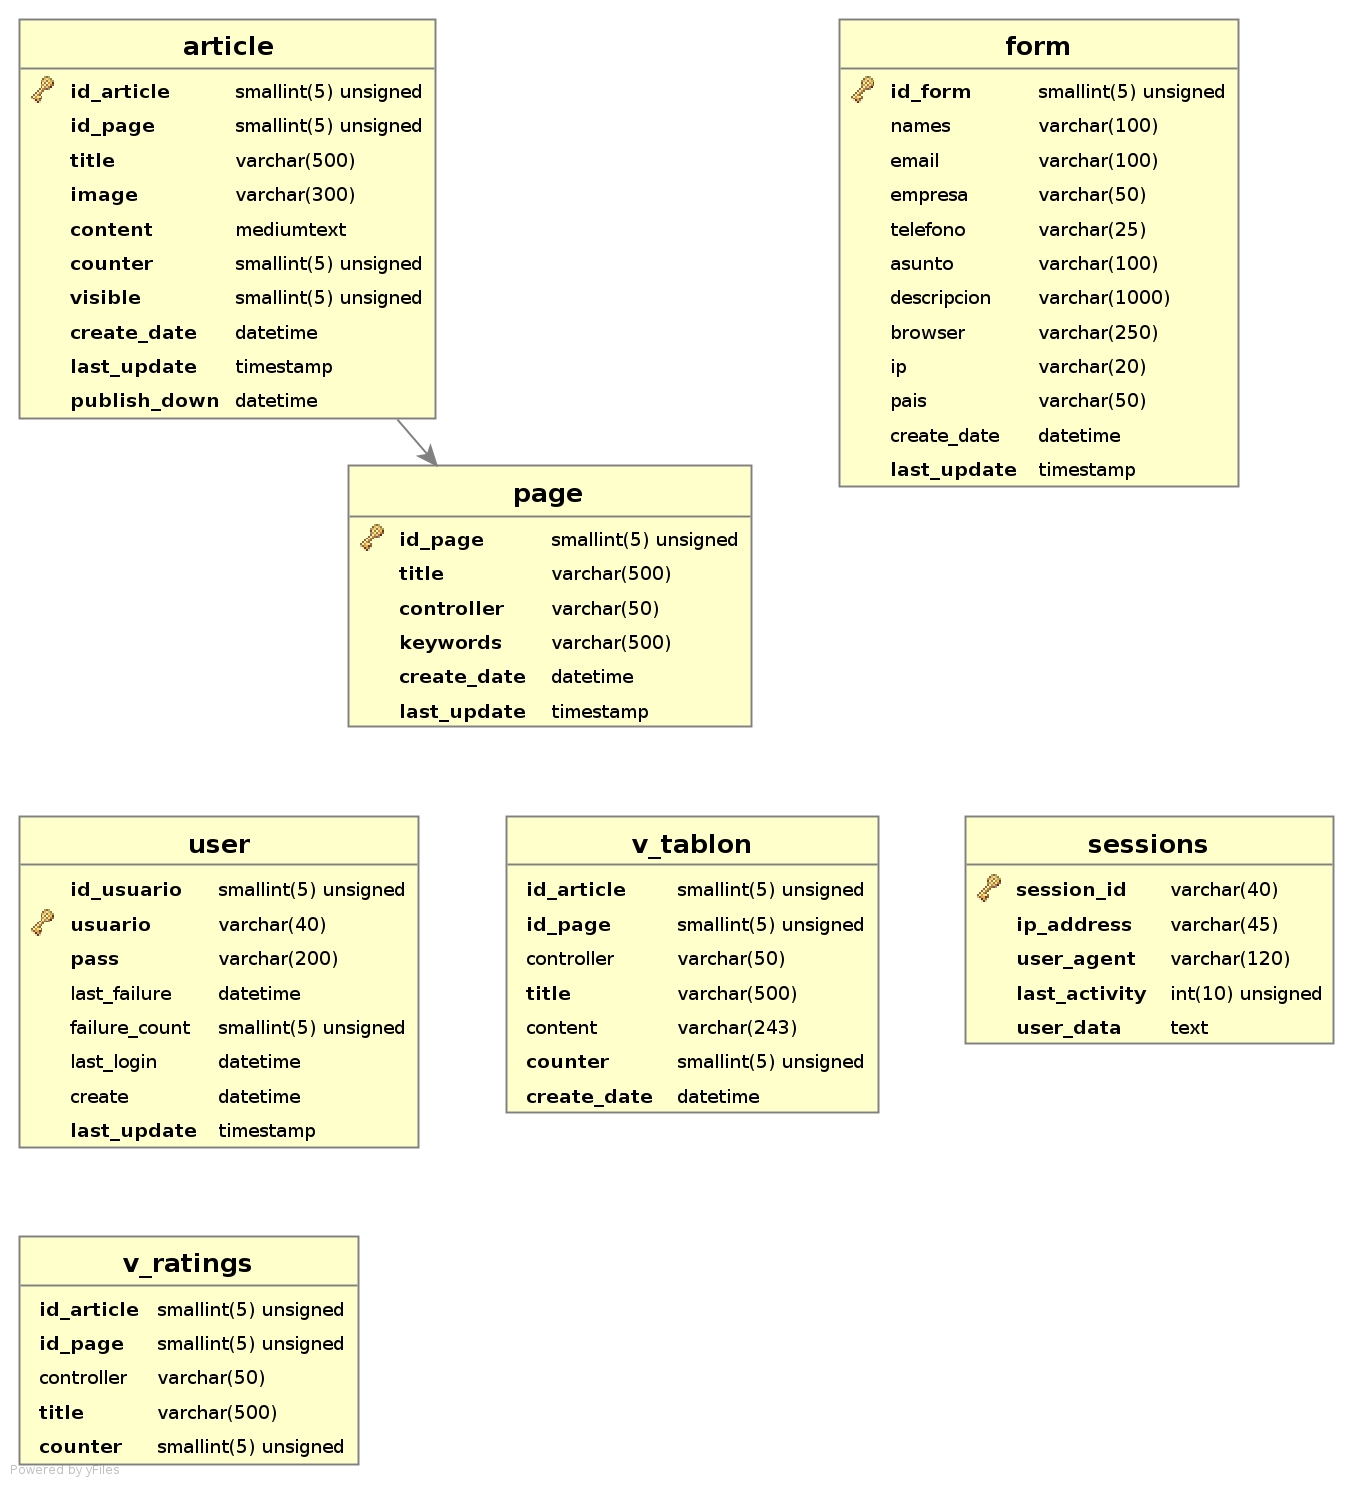 article
id_article smallint(5) unsigned
id_page smallint(5) unsigned
title varchar(500)
image varchar(300)
content mediumtext
counter smallint(5) unsigned
visible smallint(5) unsigned
create_date datetime
last_update timestamp
publish_down datetime
form
id_form smallint(5) unsigned
names varchar(100)
email varchar(100)
empresa varchar(50)
telefono varchar(25)
asunto varchar(100)
descripcion varchar(1000)
browser varchar(250)
ip varchar(20)
pais varchar(50)
create_date datetime
last_update timestamp
page
id_page smallint(5) unsigned
title varchar(500)
controller varchar(50)
keywords varchar(500)
create_date datetime
last_update timestamp
user
id_usuario smallint(5) unsigned
usuario varchar(40)
pass varchar(200)
last_failure datetime
failure_count smallint(5) unsigned
last_login datetime
create datetime
last_update timestamp
v_tablon
id_article smallint(5) unsigned
id_page smallint(5) unsigned
controller varchar(50)
title varchar(500)
content varchar(243)
counter smallint(5) unsigned
create_date datetime
sessions
session_id varchar(40)
ip_address varchar(45)
user_agent varchar(120)
last_activity int(10) unsigned
user_data text
v_ratings
id_article smallint(5) unsigned
id_page smallint(5) unsigned
controller varchar(50)
title varchar(500)
counter smallint(5) unsigned
Powered by yFiles